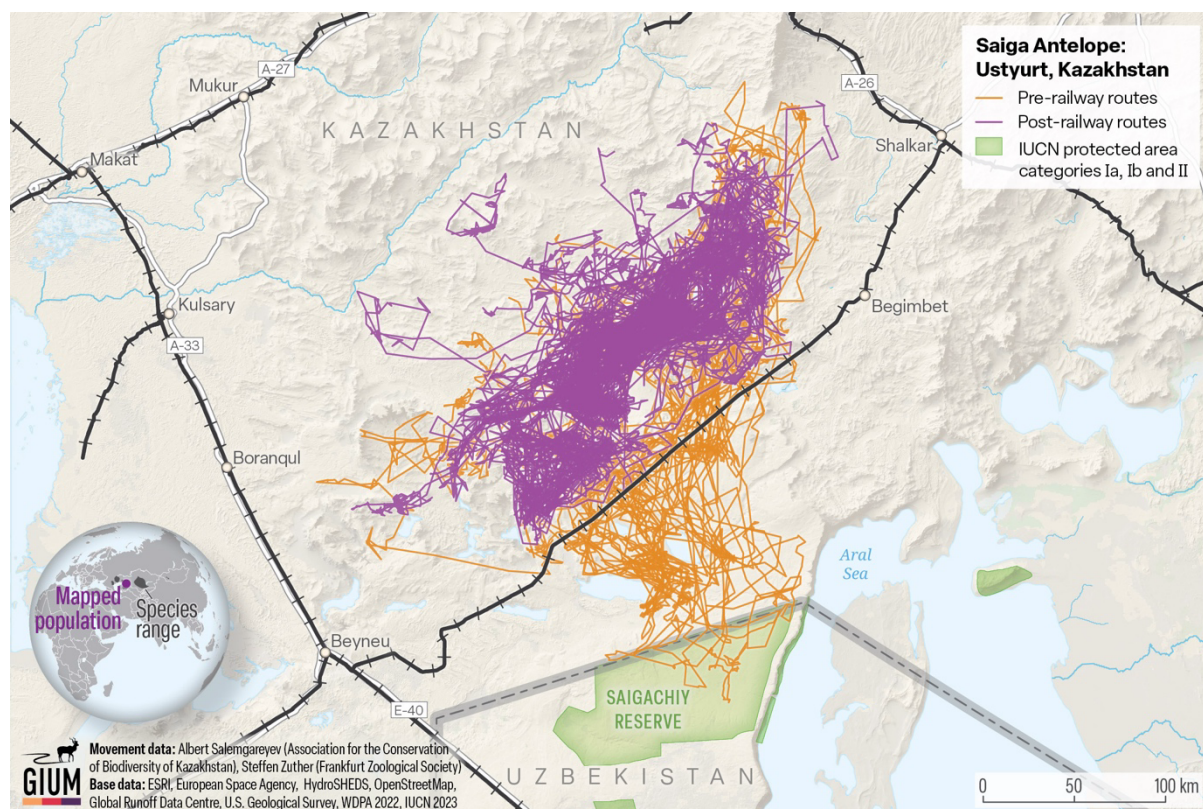 Saiga Antelope:
Ustyurt, Kazakhstan
Pre-railway routes
Post-railway routes
IUCN protected area
categories Ia, Ib and II
A-27
Mukur
KAZAKHSTAN
A-26
Makat
Shalkar
Kulsary
Begimbet
A-33
Boranqul
Aral
Sea
Mapped
population
Species
range
Beyneu
SAIGACHIY
RESERVE
E-40
UZBEKISTAN
GIUM
Movement data: Albert Salemgareyev (Association for the Conservation
of Biodiversity of Kazakhstan), Steffen Zuther (Frankfurt Zoological Society)
Base data: ESRI, European Space Agency, HydroSHEDS, OpenStreetMap,
Global Runoff Data Centre, U.S. Geological Survey, WDPA 2022, IUCN 2023
0 50 100 km